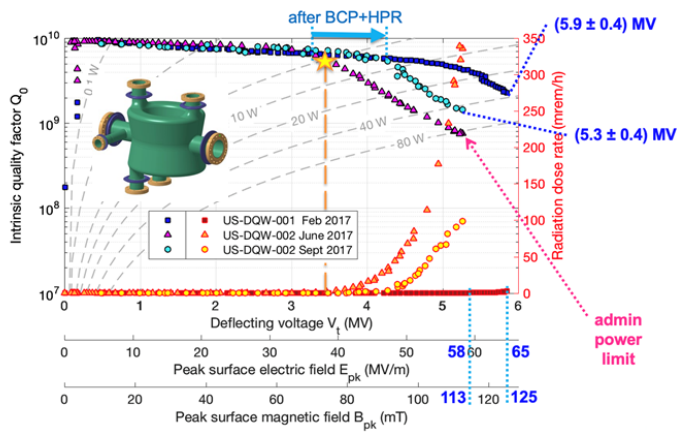 after BCP+HPR
(5.9 ± 0.4) MV
(5.3 ± 0.4) MV
Intrinsic quality factor Q0
10^10
10^9
10^8
10^7
0.1 W
10 W
20 W
40 W
80 W
US-DQW-001 Feb 2017
US-DQW-002 June 2017
US-DQW-002 Sept 2017
350
300
250
200
150
100
50
0
Radiation dose rate (mrem/h)
0 1 2 3 4 5 6
Deflecting voltage Vt (MV)
admin
power
limit
0 10 20 30 40 50 58 60 65
Peak surface electric field Epk (MV/m)
0 20 40 60 80 100 113 120 125
Peak surface magnetic field Bpk (mT)